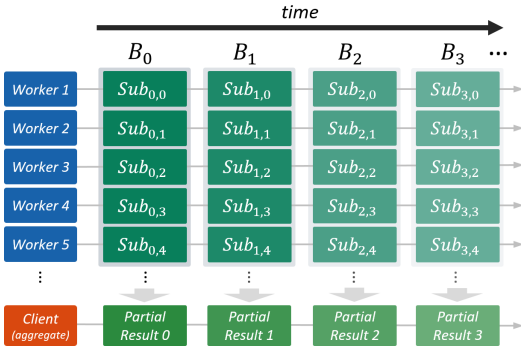 time
B₀ B₁ B₂ B₃ ...
Worker 1 Sub₀,₀ Sub₁,₀ Sub₂,₀ Sub₃,₀
Worker 2 Sub₀,₁ Sub₁,₁ Sub₂,₁ Sub₃,₁
Worker 3 Sub₀,₂ Sub₁,₂ Sub₂,₂ Sub₃,₂
Worker 4 Sub₀,₃ Sub₁,₃ Sub₂,₃ Sub₃,₃
Worker 5 Sub₀,₄ Sub₁,₄ Sub₂,₄ Sub₃,₄
⋮ ⋮ ⋮ ⋮ ⋮
Client Partial Partial Partial Partial
(aggregate) Result 0 Result 1 Result 2 Result 3